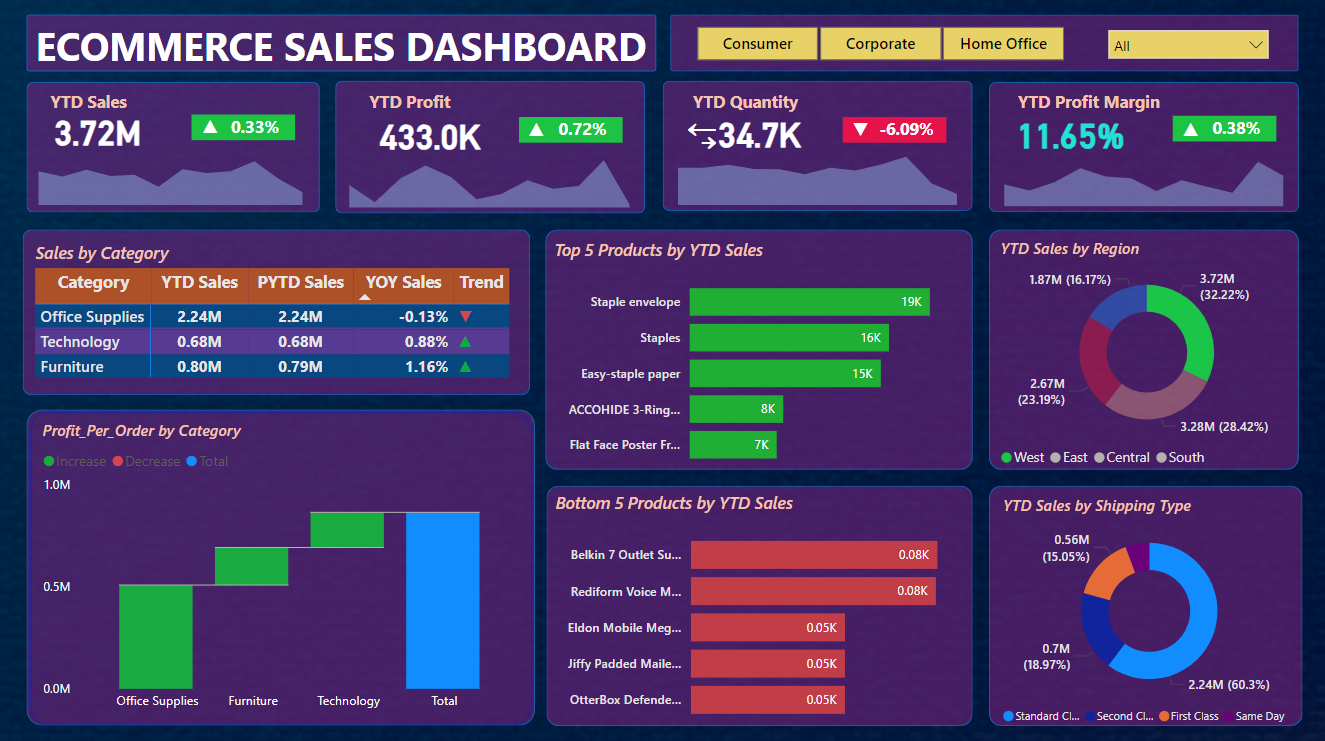 ECOMMERCE SALES DASHBOARD
Consumer
Corporate
Home Office
All
YTD Sales
3.72M
0.33%
YTD Profit
433.0K
0.72%
YTD Quantity
34.7K
-6.09%
YTD Profit Margin
11.65%
0.38%
Sales by Category
Category YTD Sales PYTD Sales YOY Sales Trend
Office Supplies 2.24M 2.24M -0.13%
Technology 0.68M 0.68M 0.88%
Furniture 0.80M 0.79M 1.16%
Top 5 Products by YTD Sales
Staple envelope 19K
Staples 16K
Easy-staple paper 15K
ACCOHIDE 3-Ring... 8K
Flat Face Poster Fr... 7K
YTD Sales by Region
1.87M (16.17%)
3.72M
(32.22%)
2.67M
(23.19%)
3.28M (28.42%)
West East Central South
Profit_Per_Order by Category
Increase Decrease Total
1.0M
0.5M
0.0M
Office Supplies Furniture Technology Total
Bottom 5 Products by YTD Sales
Belkin 7 Outlet Su... 0.08K
Rediform Voice M... 0.08K
Eldon Mobile Meg... 0.05K
Jiffy Padded Maile... 0.05K
OtterBox Defende... 0.05K
YTD Sales by Shipping Type
0.56M
(15.05%)
0.7M
(18.97%)
2.24M (60.3%)
Standard Cl... Second Cl... First Class Same Day